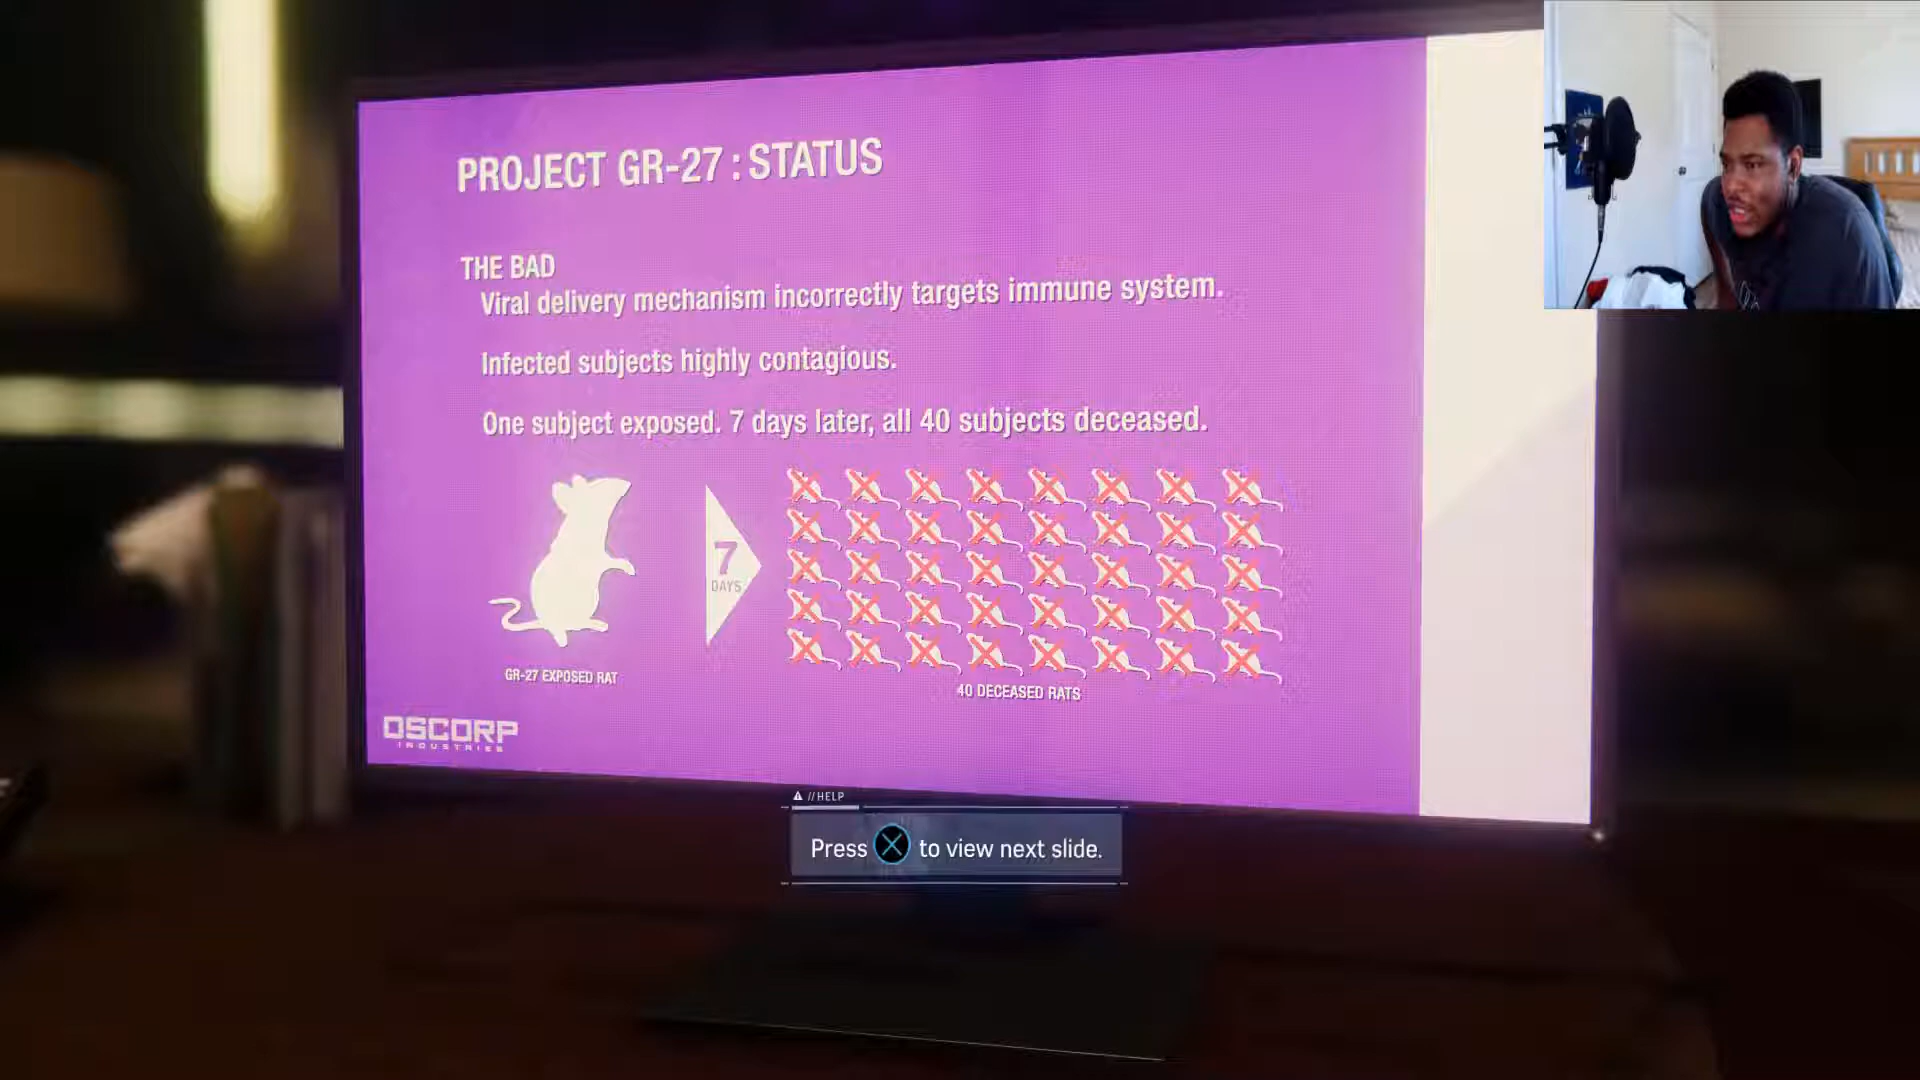 PROJECT GR-27 : STATUS
THE BAD
Viral delivery mechanism incorrectly targets immune system.
Infected subjects highly contagious.
One subject exposed. 7 days later, all 40 subjects deceased.
7
DAYS
GR-27 EXPOSED RAT
40 DECEASED RATS
OSCORP
INDUSTRIES
//HELP
Press to view next slide.